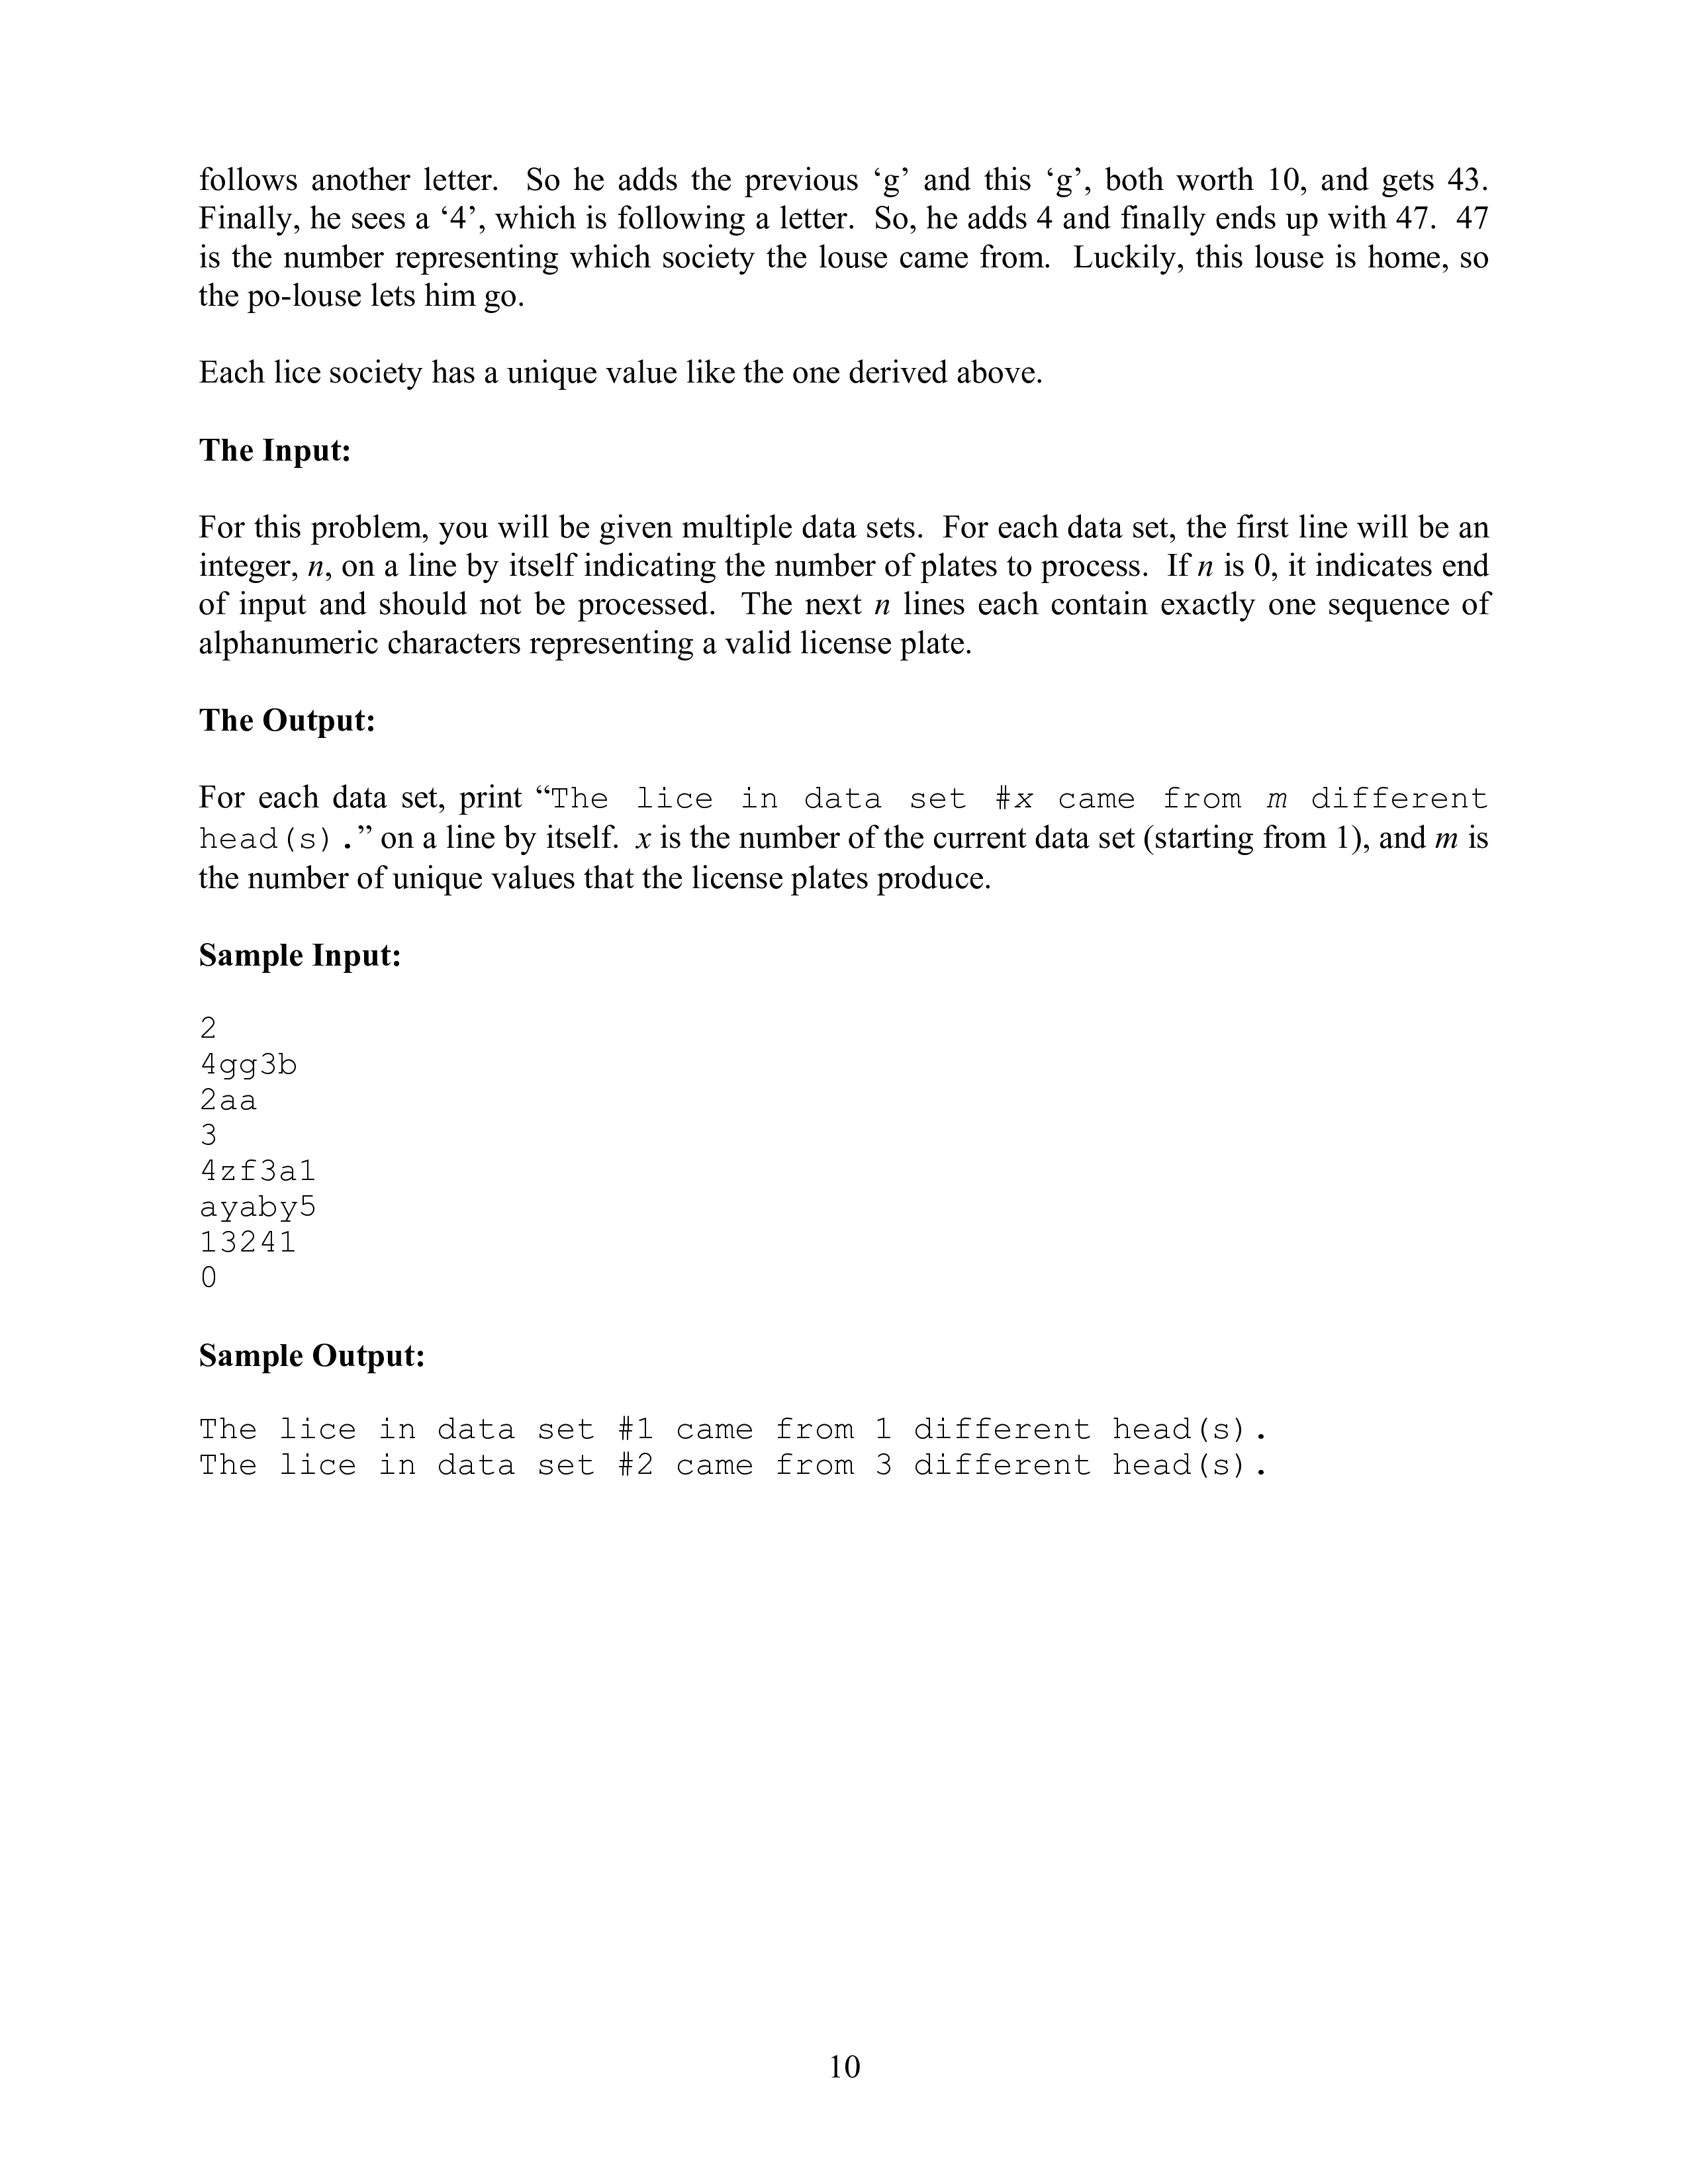 follows another letter. So he adds the previous ‘g’ and this ‘g’, both worth 10, and gets 43.
Finally, he sees a ‘4’, which is following a letter. So, he adds 4 and finally ends up with 47. 47
is the number representing which society the louse came from. Luckily, this louse is home, so
the po-louse lets him go.
Each lice society has a unique value like the one derived above.
The Input:
For this problem, you will be given multiple data sets. For each data set, the first line will be an
integer, n, on a line by itself indicating the number of plates to process. If n is 0, it indicates end
of input and should not be processed. The next n lines each contain exactly one sequence of
alphanumeric characters representing a valid license plate.
The Output:
For each data set, print “The lice in data set #x came from m different
head(s).” on a line by itself. x is the number of the current data set (starting from 1), and m is
the number of unique values that the license plates produce.
Sample Input:
2
4gg3b
2aa
3
4zf3a1
ayaby5
13241
0
Sample Output:
The lice in data set #1 came from 1 different head(s).
The lice in data set #2 came from 3 different head(s).
10